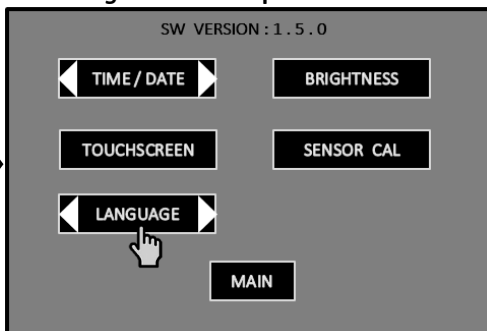 SW VERSION : 1 . 5 . 0
TIME / DATE
BRIGHTNESS
TOUCHSCREEN
SENSOR CAL
LANGUAGE
MAIN